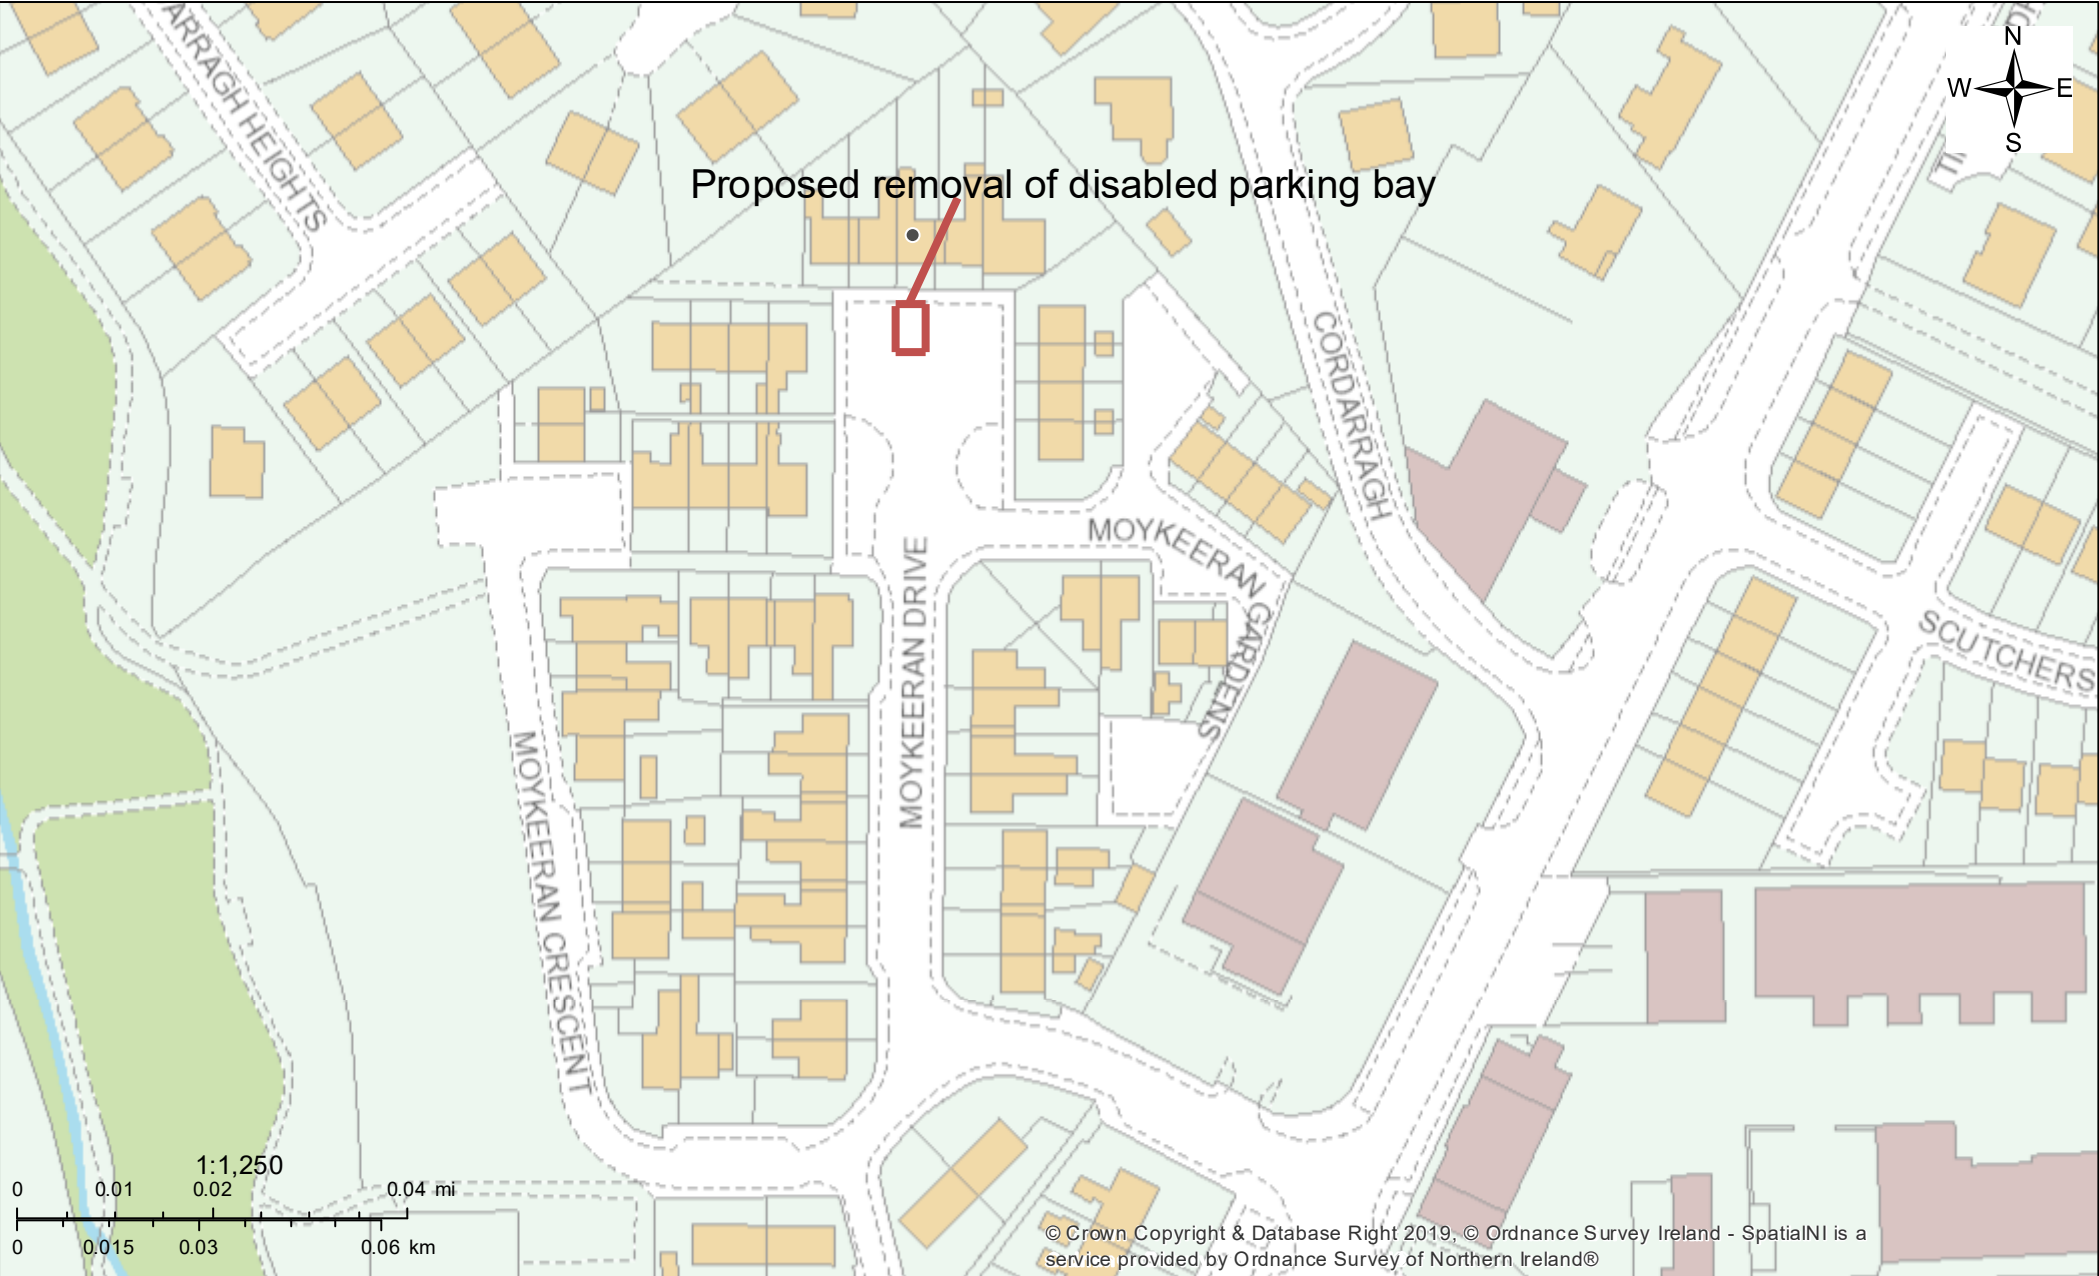 ARRAGH HEIGHTS
N
W E
S
Proposed removal of disabled parking bay
CORDARRAGH
MOYKEERAN GARDENS
MOYKEERAN DRIVE
SCUTCHERS
MOYKEERAN CRESCENT
1:1,250
0 0.01 0.02 0.04 mi
0 0.015 0.03 0.06 km
© Crown Copyright & Database Right 2019, © Ordnance Survey Ireland - SpatialNI is a
service provided by Ordnance Survey of Northern Ireland®